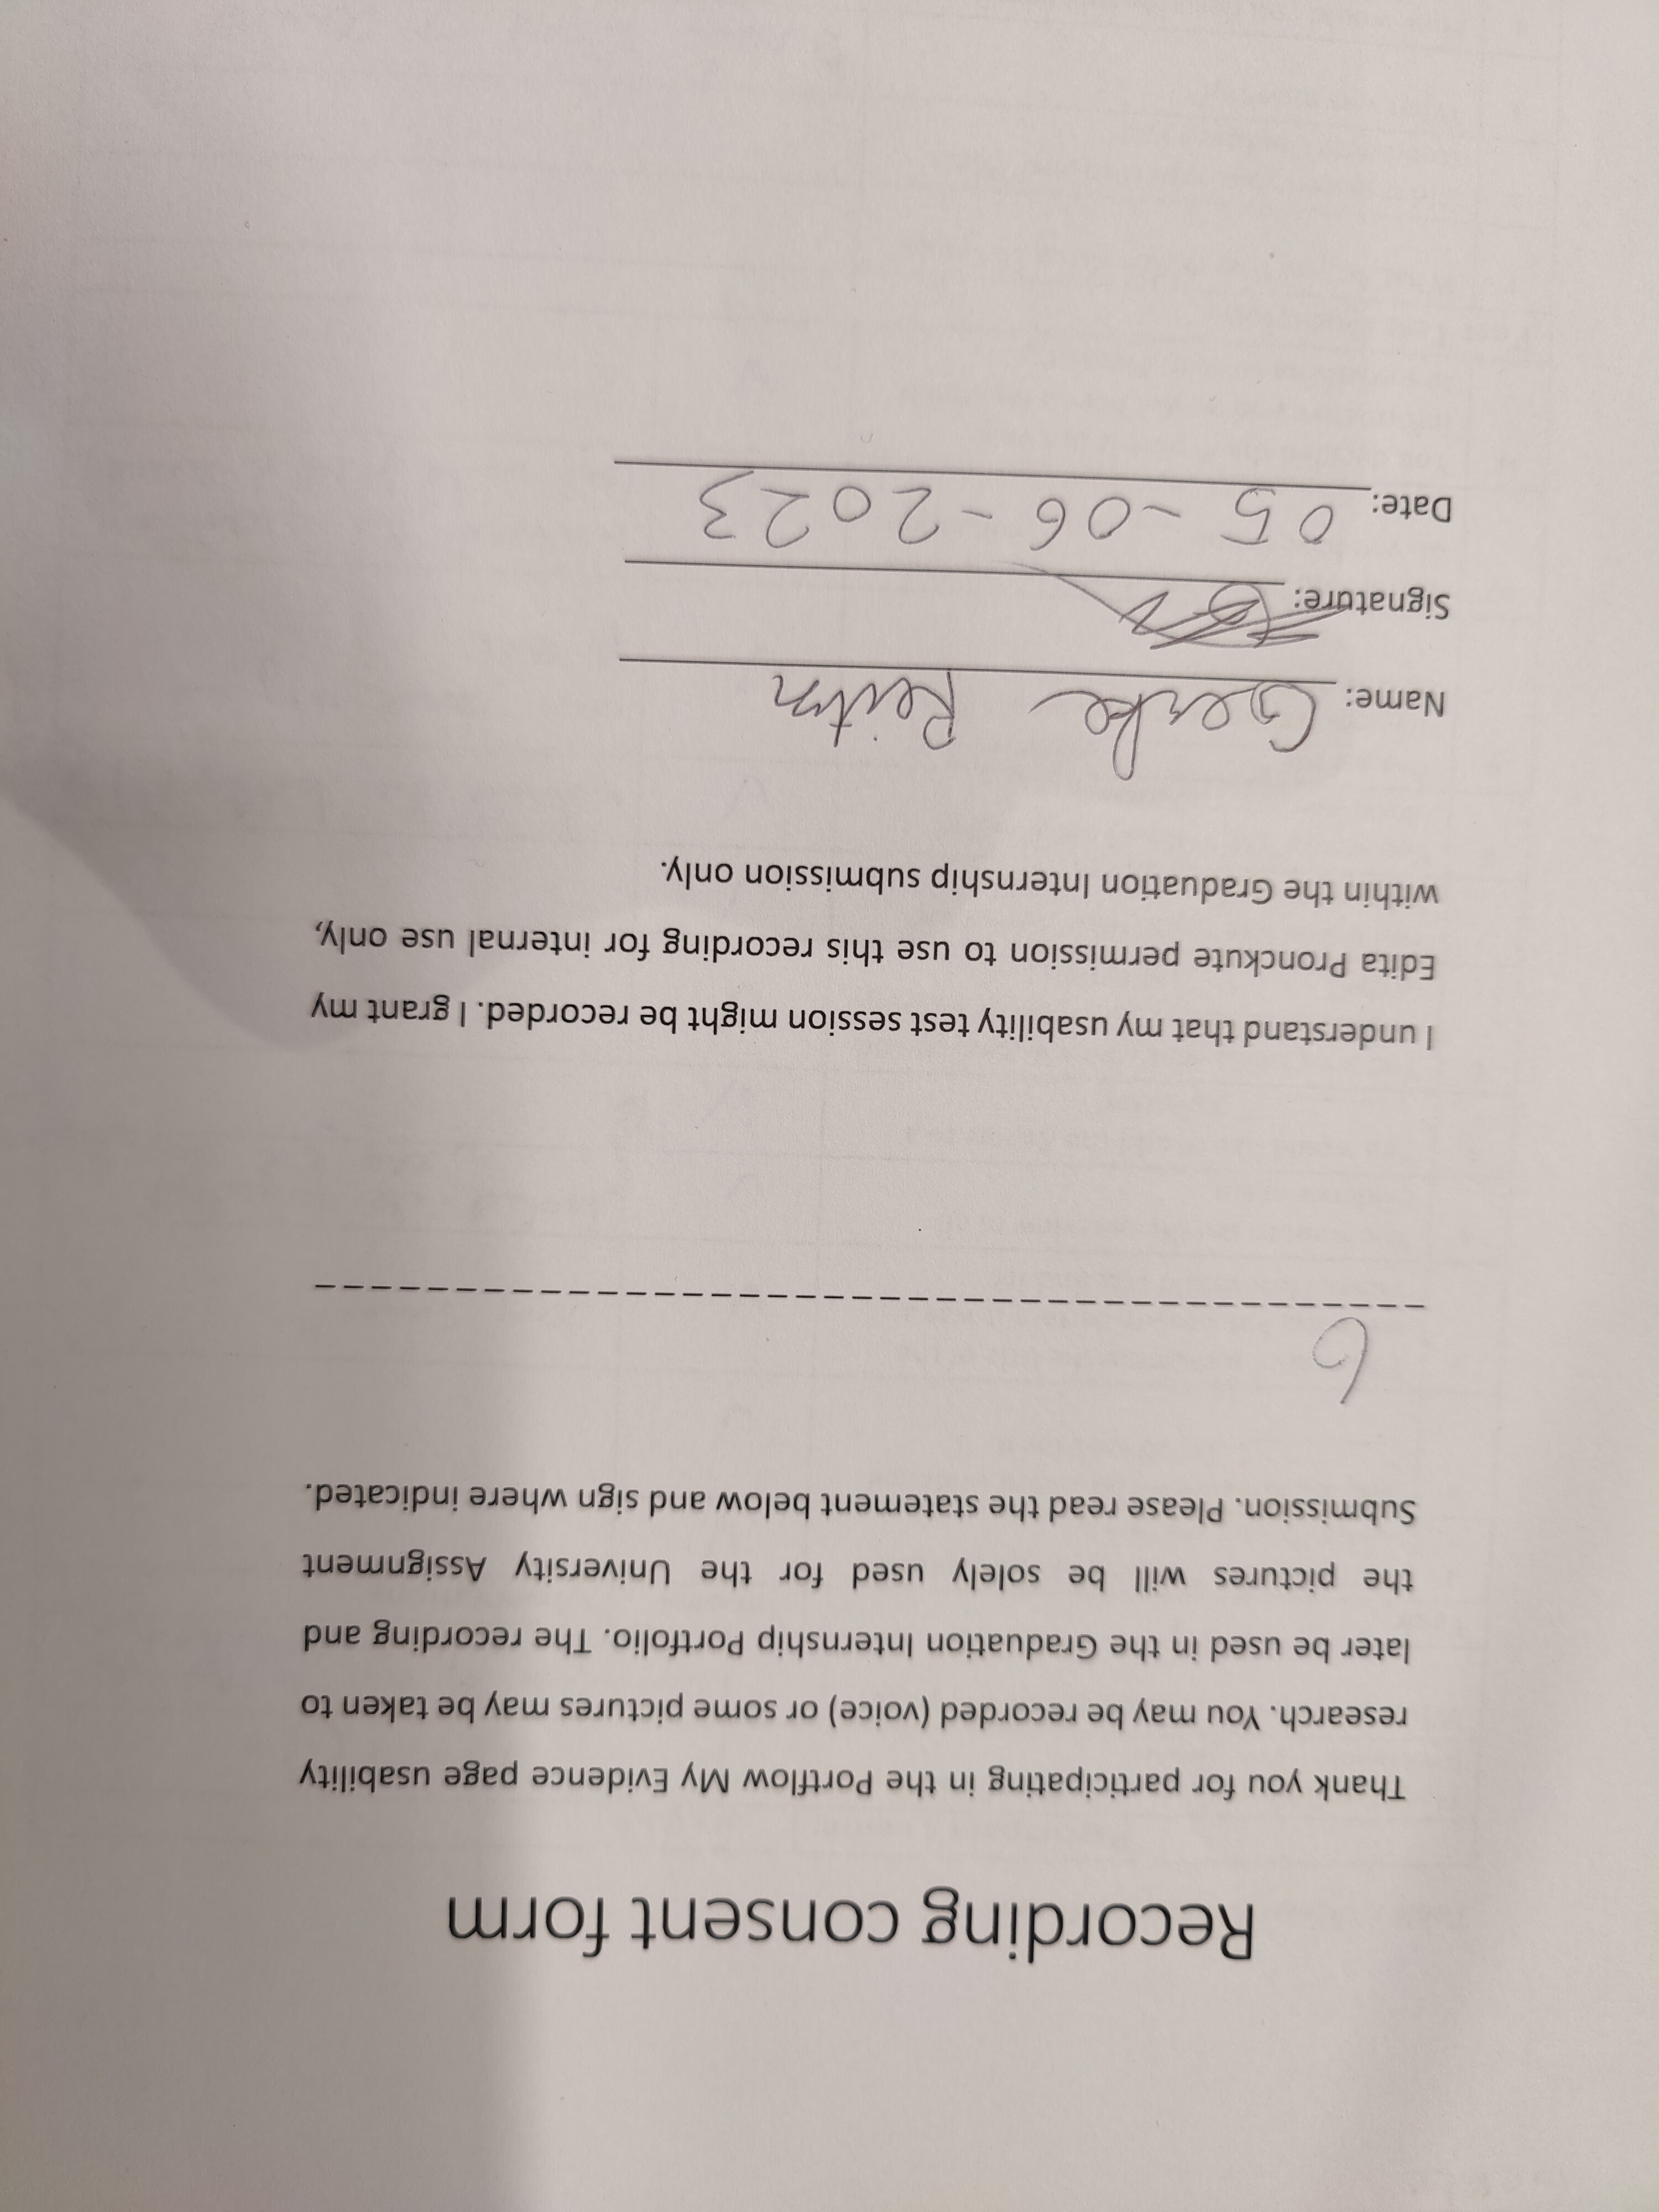 Recording consent form
Thank you for participating in the Portflow My Evidence page usability
research. You may be recorded (voice) or some pictures may be taken to
later be used in the Graduation Internship Portfolio. The recording and
the pictures will be solely used for the University Assignment
Submission. Please read the statement below and sign where indicated.
6
I understand that my usability test session might be recorded. I grant my
Edita Pronckute permission to use this recording for internal use only,
within the Graduation Internship submission only.
Name: Gerke
Signature:
Date: 05-06-2023